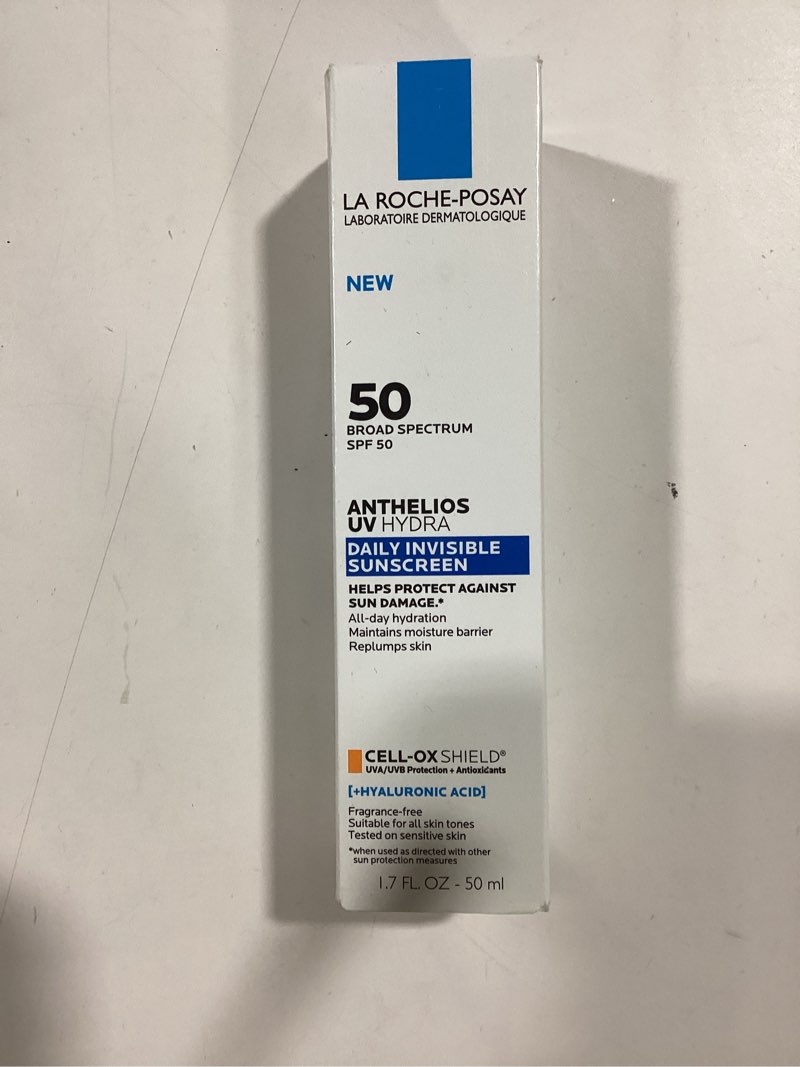 LA ROCHE-POSAY
LABORATOIRE DERMATOLOGIQUE
NEW
50
BROAD SPECTRUM
SPF 50
ANTHELIOS
UV HYDRA
DAILY INVISIBLE
SUNSCREEN
HELPS PROTECT AGAINST
SUN DAMAGE.*
All-day hydration
Maintains moisture barrier
Replumps skin
CELL-OX SHIELD®
UVA/UVB Protection + Antioxidants
[+HYALURONIC ACID]
Fragrance-free
Suitable for all skin tones
Tested on sensitive skin
*when used as directed with other
sun protection measures
1.7 FL. OZ - 50 ml